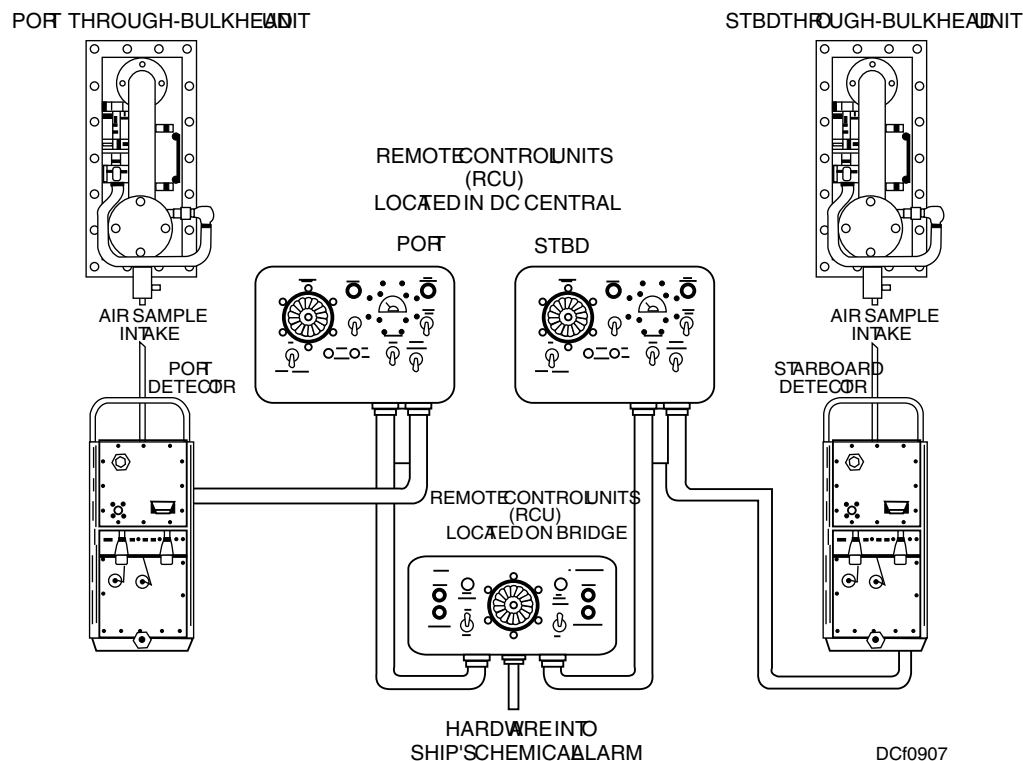 PORT THROUGH-BULKHEAD UNIT
STBD THROUGH-BULKHEAD UNIT
REMOTE CONTROL UNITS
(RCU)
LOCATED IN DC CENTRAL
PORT
STBD
AIR SAMPLE
INTAKE
AIR SAMPLE
INTAKE
PORT
DETECTOR
STARBOARD
DETECTOR
REMOTE CONTROL UNITS
(RCU)
LOCATED ON BRIDGE
HARDWARE INTO
SHIP'S CHEMICAL ALARM
DCf0907